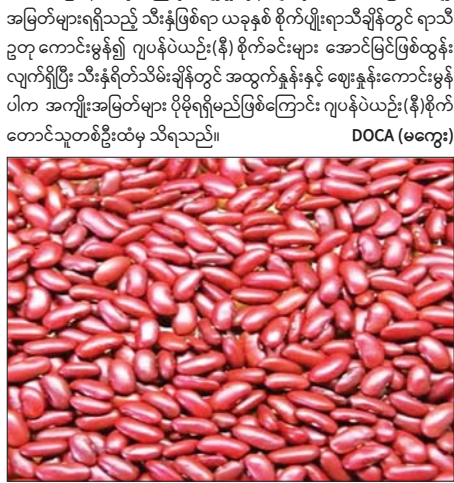 အမြတ်များရရှိသည့် သီးနှံဖြစ်ရာ ယခုနှစ် စိုက်ပျိုးရာသီချိန်တွင် ရာသီ
ဥတု ကောင်းမွန်၍ ဂျပန်ပဲယဉ်း(နီ) စိုက်ခင်းများ အောင်မြင်ဖြစ်ထွန်း
လျက်ရှိပြီး သီးနှံရိတ်သိမ်းချိန်တွင် အထွက်နှုန်းနှင့် ဈေးနှုန်းကောင်းမွန်
ပါက အကျိုးအမြတ်များ ပိုမိုရရှိမည်ဖြစ်ကြောင်း ဂျပန်ပဲယဉ်း(နီ)စိုက်
တောင်သူတစ်ဦးထံမှ သိရသည်။ DOCA (မကွေး)